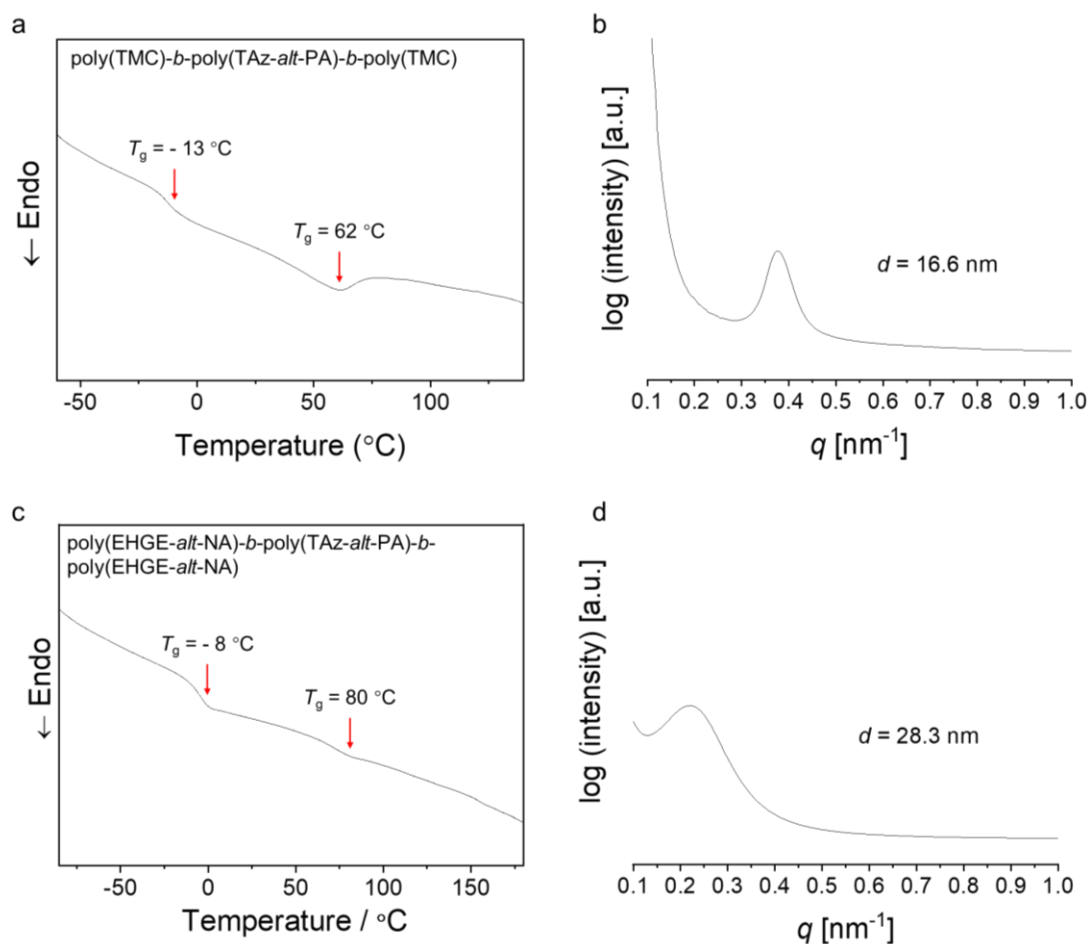 a
poly(TMC)-b-poly(TAz-alt-PA)-b-poly(TMC)
Tg = - 13 °C
Tg = 62 °C
← Endo
-50 0 50 100
Temperature (°C)
b
log (intensity) [a.u.]
d = 16.6 nm
0.1 0.2 0.3 0.4 0.5 0.6 0.7 0.8 0.9 1.0
q [nm-1]
c
poly(EHGE-alt-NA)-b-poly(TAz-alt-PA)-b-
poly(EHGE-alt-NA)
Tg = - 8 °C
Tg = 80 °C
← Endo
-50 0 50 100 150
Temperature / °C
d
log (intensity) [a.u.]
d = 28.3 nm
0.1 0.2 0.3 0.4 0.5 0.6 0.7 0.8 0.9 1.0
q [nm-1]